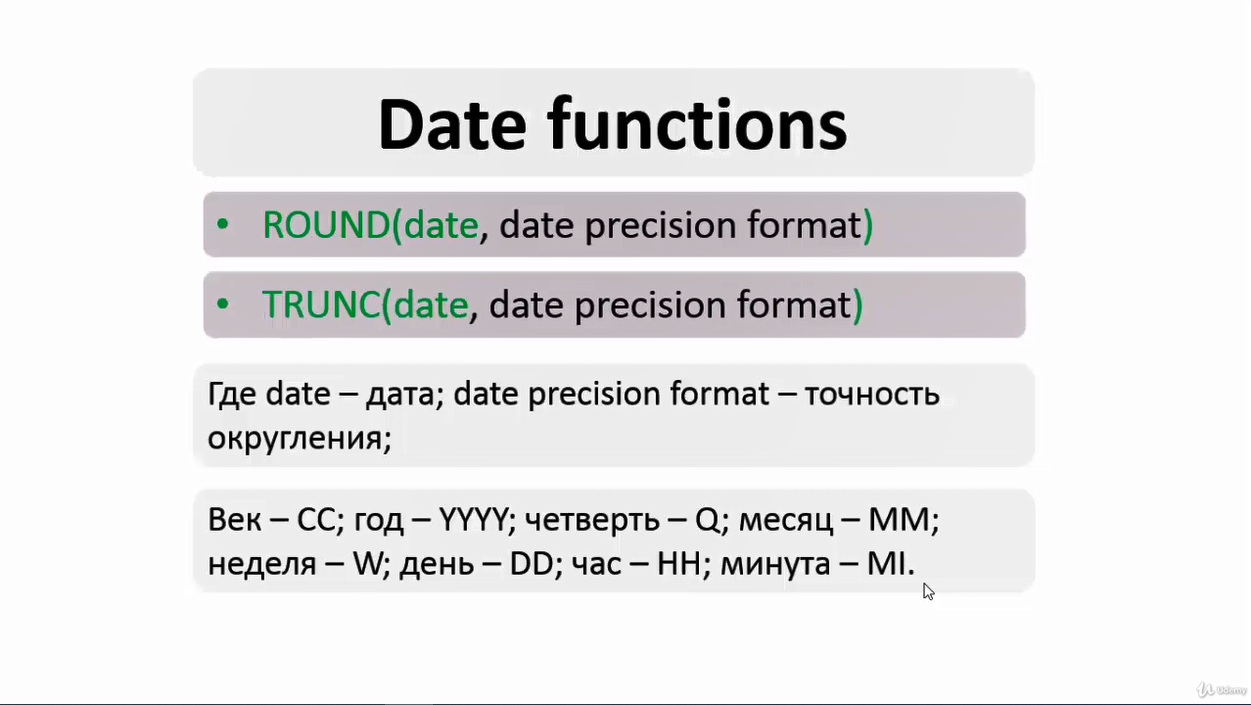 Date functions
• ROUND(date, date precision format)
• TRUNC(date, date precision format)
Где date – дата; date precision format – точность
округления;
Век – CC; год – YYYY; четверть – Q; месяц – MM;
неделя – W; день – DD; час – HH; минута – MI.
Udemy